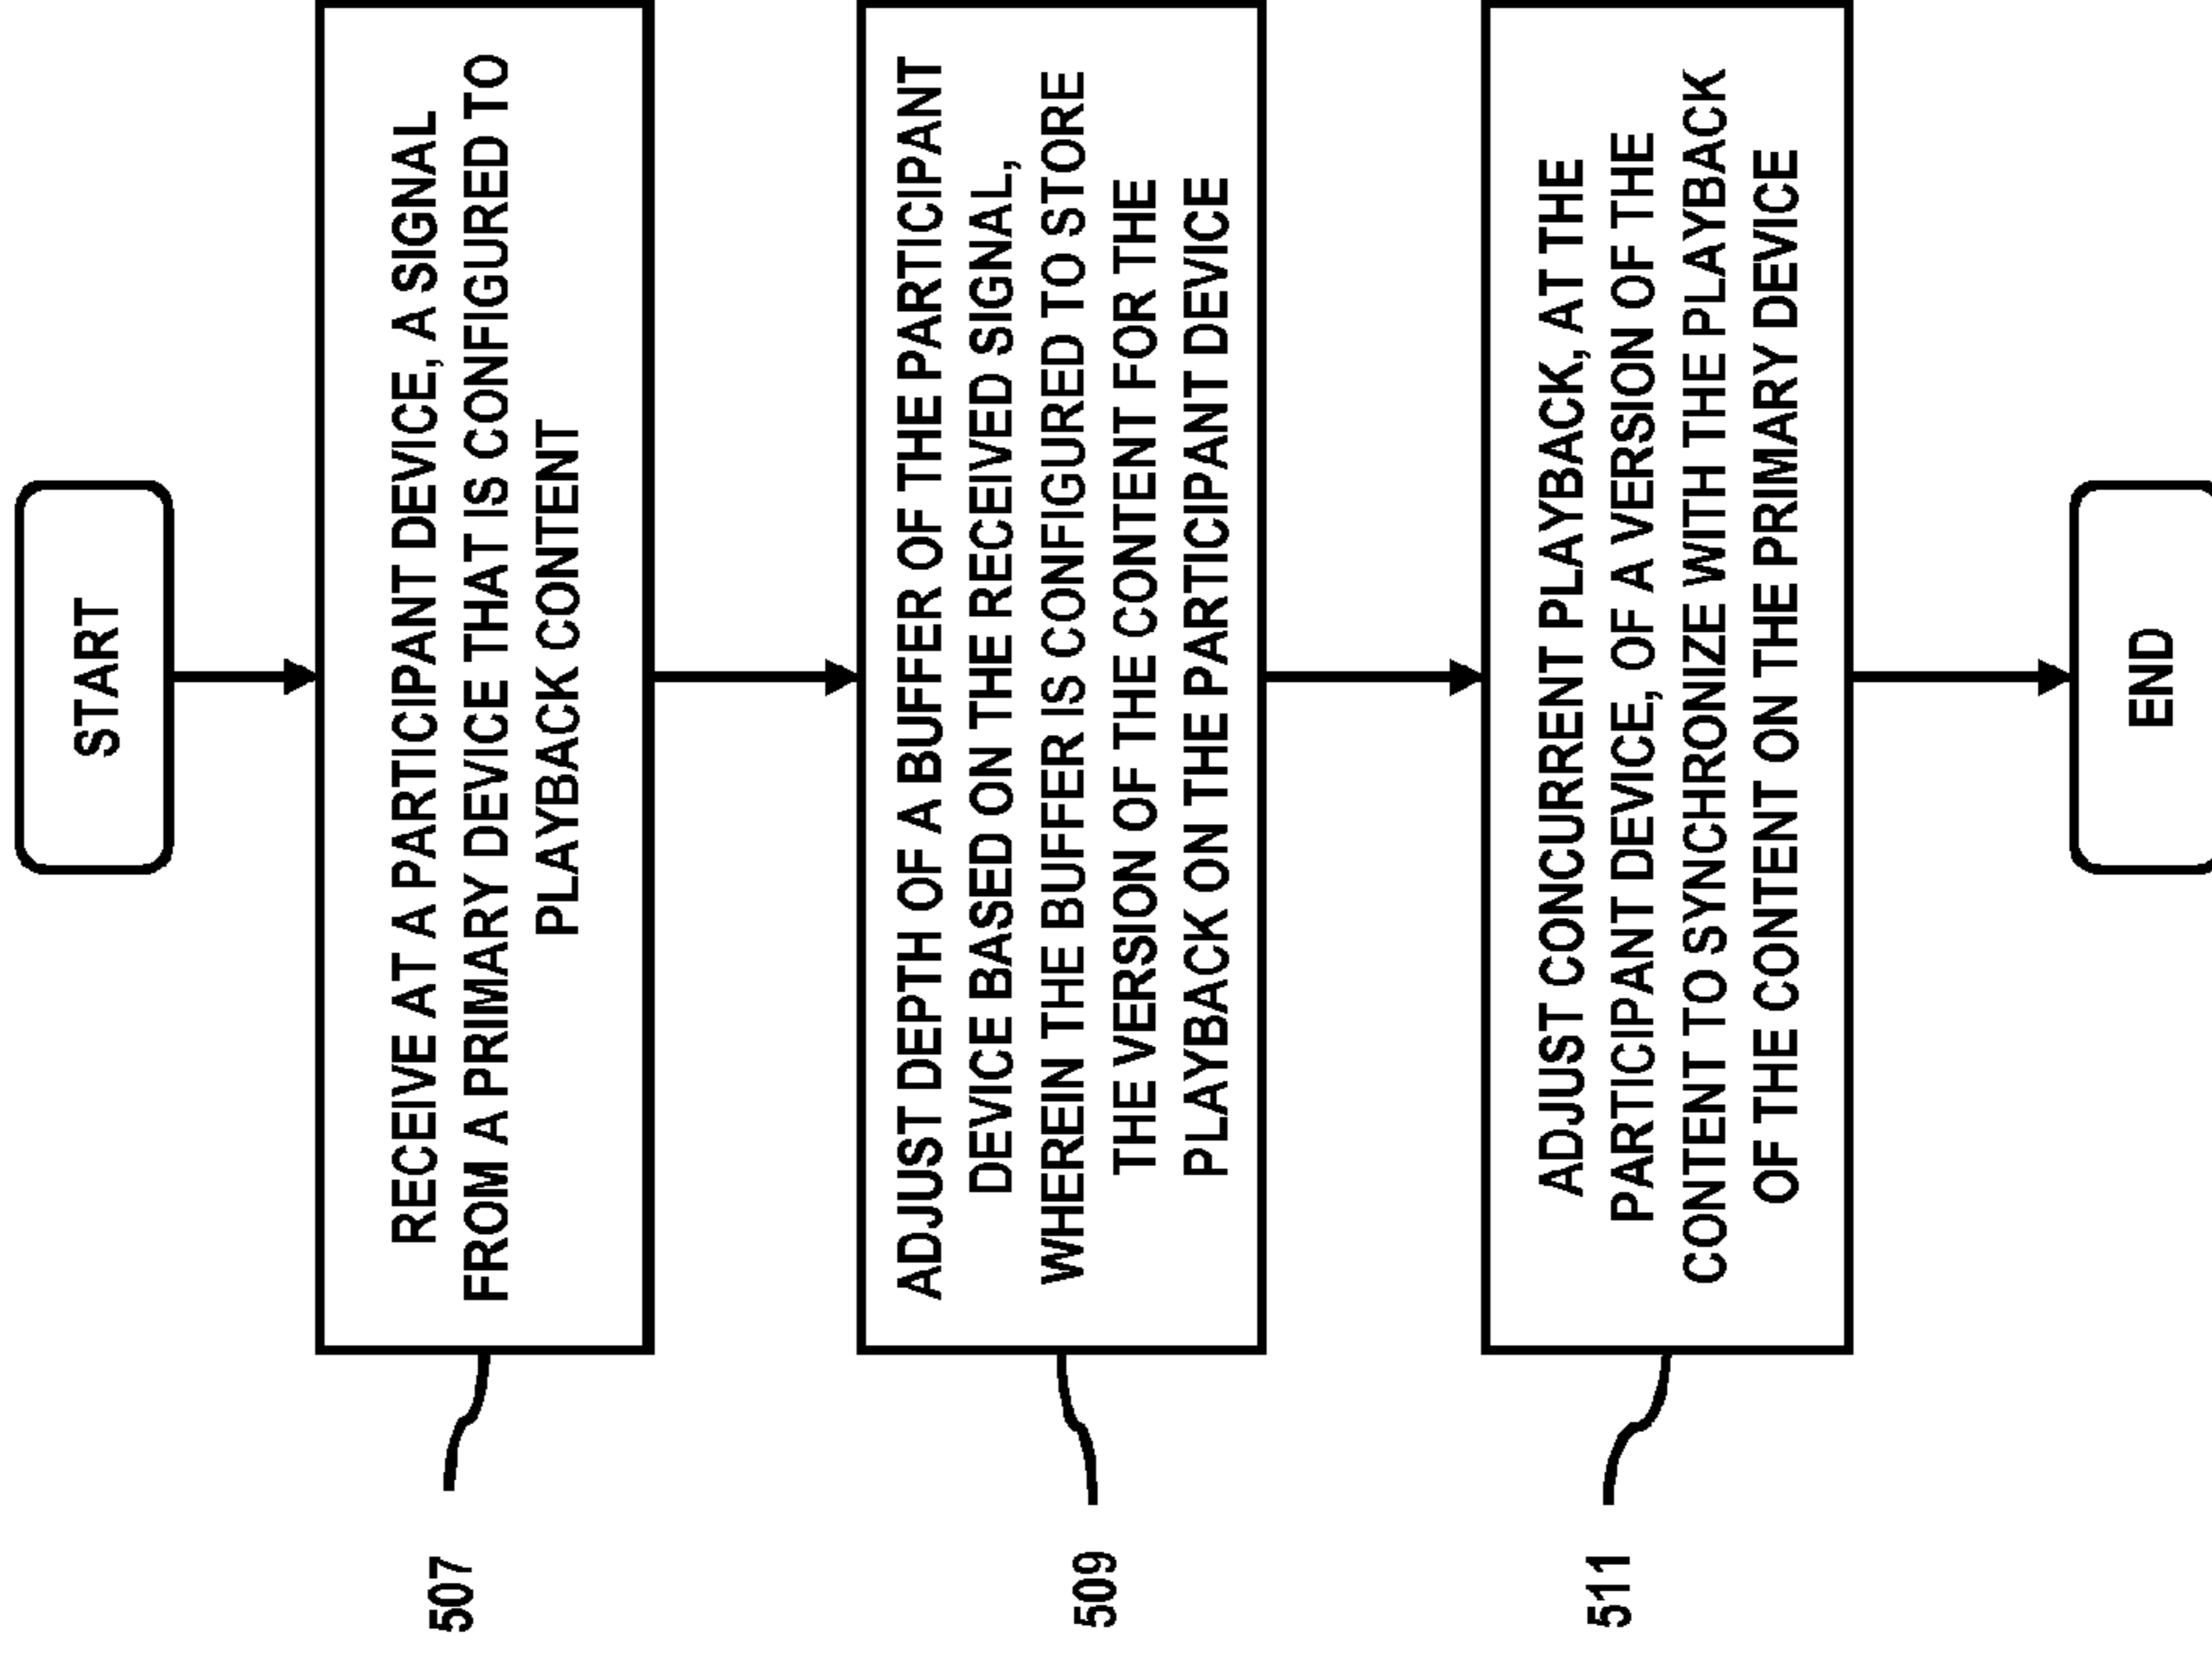 START
RECEIVE AT A PARTICIPANT DEVICE, A SIGNAL
FROM A PRIMARY DEVICE THAT IS CONFIGURED TO
PLAYBACK CONTENT
507
ADJUST DEPTH OF A BUFFER OF THE PARTICIPANT
DEVICE BASED ON THE RECEIVED SIGNAL,
WHEREIN THE BUFFER IS CONFIGURED TO STORE
THE VERSION OF THE CONTENT FOR THE
PLAYBACK ON THE PARTICIPANT DEVICE
509
ADJUST CONCURRENT PLAYBACK, AT THE
PARTICIPANT DEVICE, OF A VERSION OF THE
CONTENT TO SYNCHRONIZE WITH THE PLAYBACK
OF THE CONTENT ON THE PRIMARY DEVICE
511
END